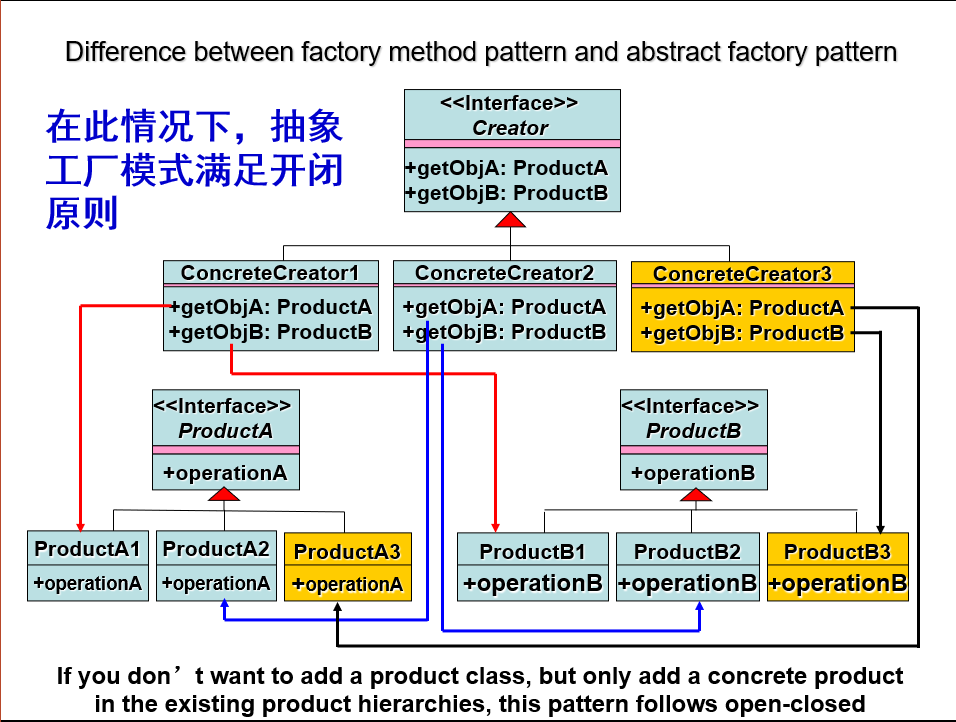 Difference between factory method pattern and abstract factory pattern
在此情况下，抽象
工厂模式满足开闭
原则
<<Interface>>
Creator
+getObjA: ProductA
+getObjB: ProductB
ConcreteCreator1
+getObjA: ProductA
+getObjB: ProductB
ConcreteCreator2
+getObjA: ProductA
+getObjB: ProductB
ConcreteCreator3
+getObjA: ProductA
+getObjB: ProductB
<<Interface>>
ProductA
+operationA
<<Interface>>
ProductB
+operationB
ProductA1
+operationA
ProductA2
+operationA
ProductA3
+operationA
ProductB1
+operationB
ProductB2
+operationB
ProductB3
+operationB
If you don’t want to add a product class, but only add a concrete product
in the existing product hierarchies, this pattern follows open-closed